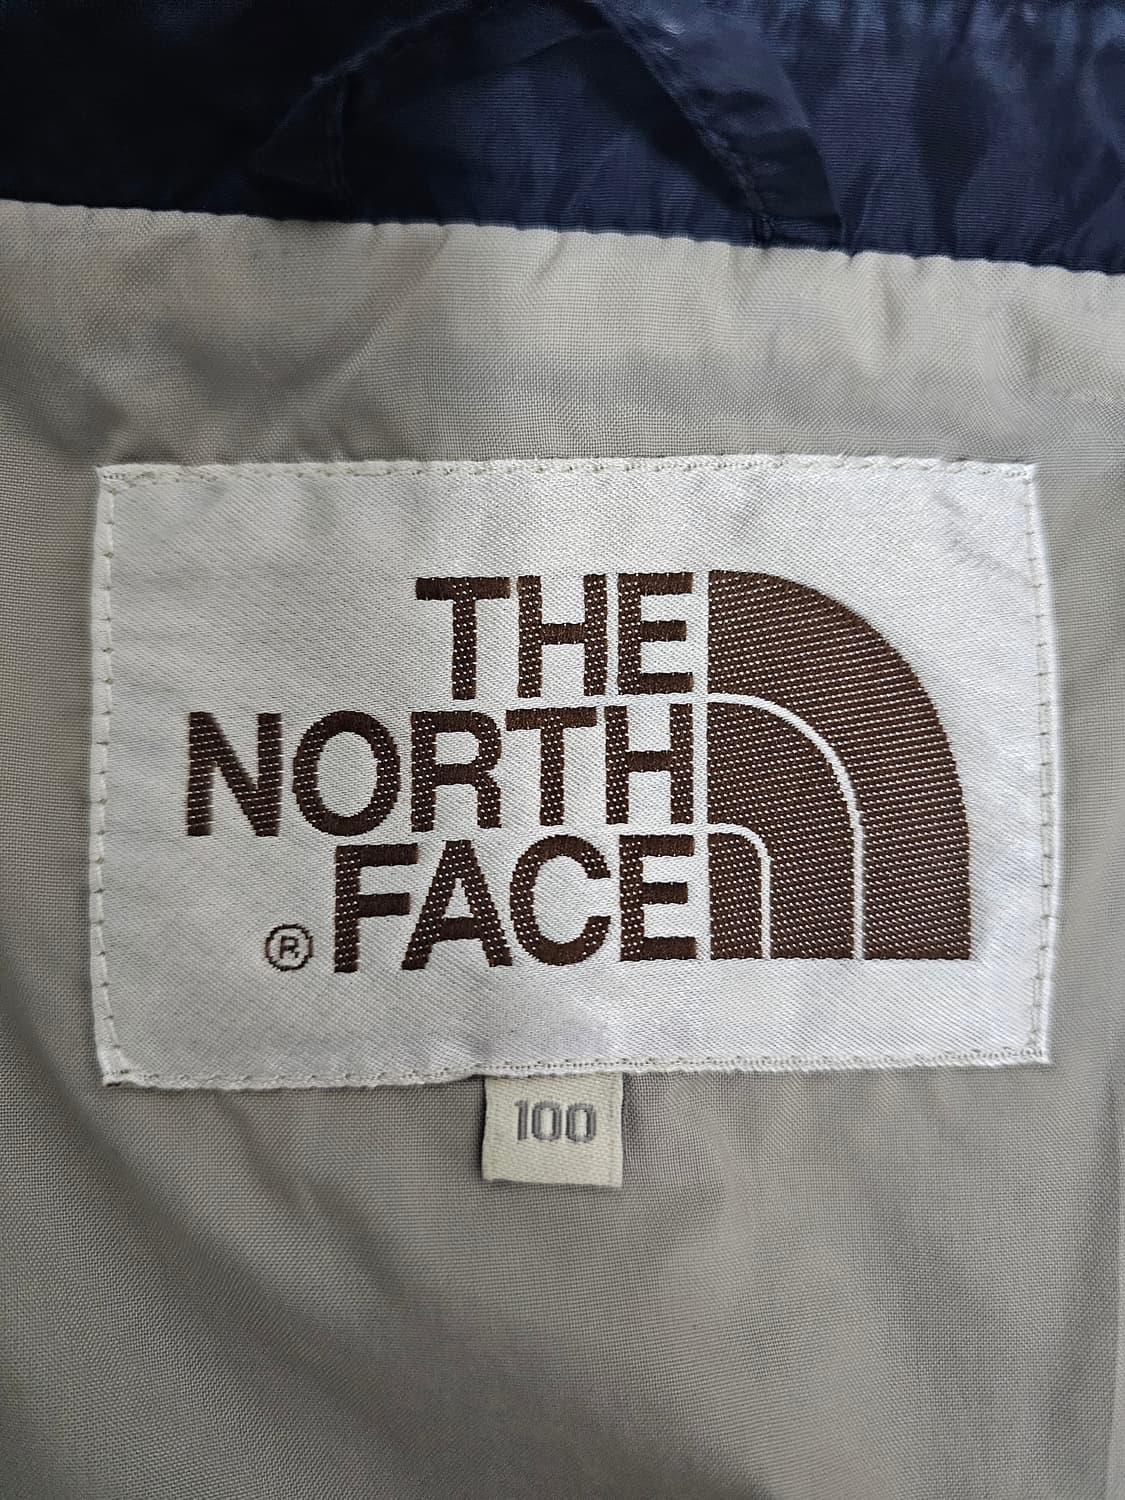 THE
NORTH
® FACE
100